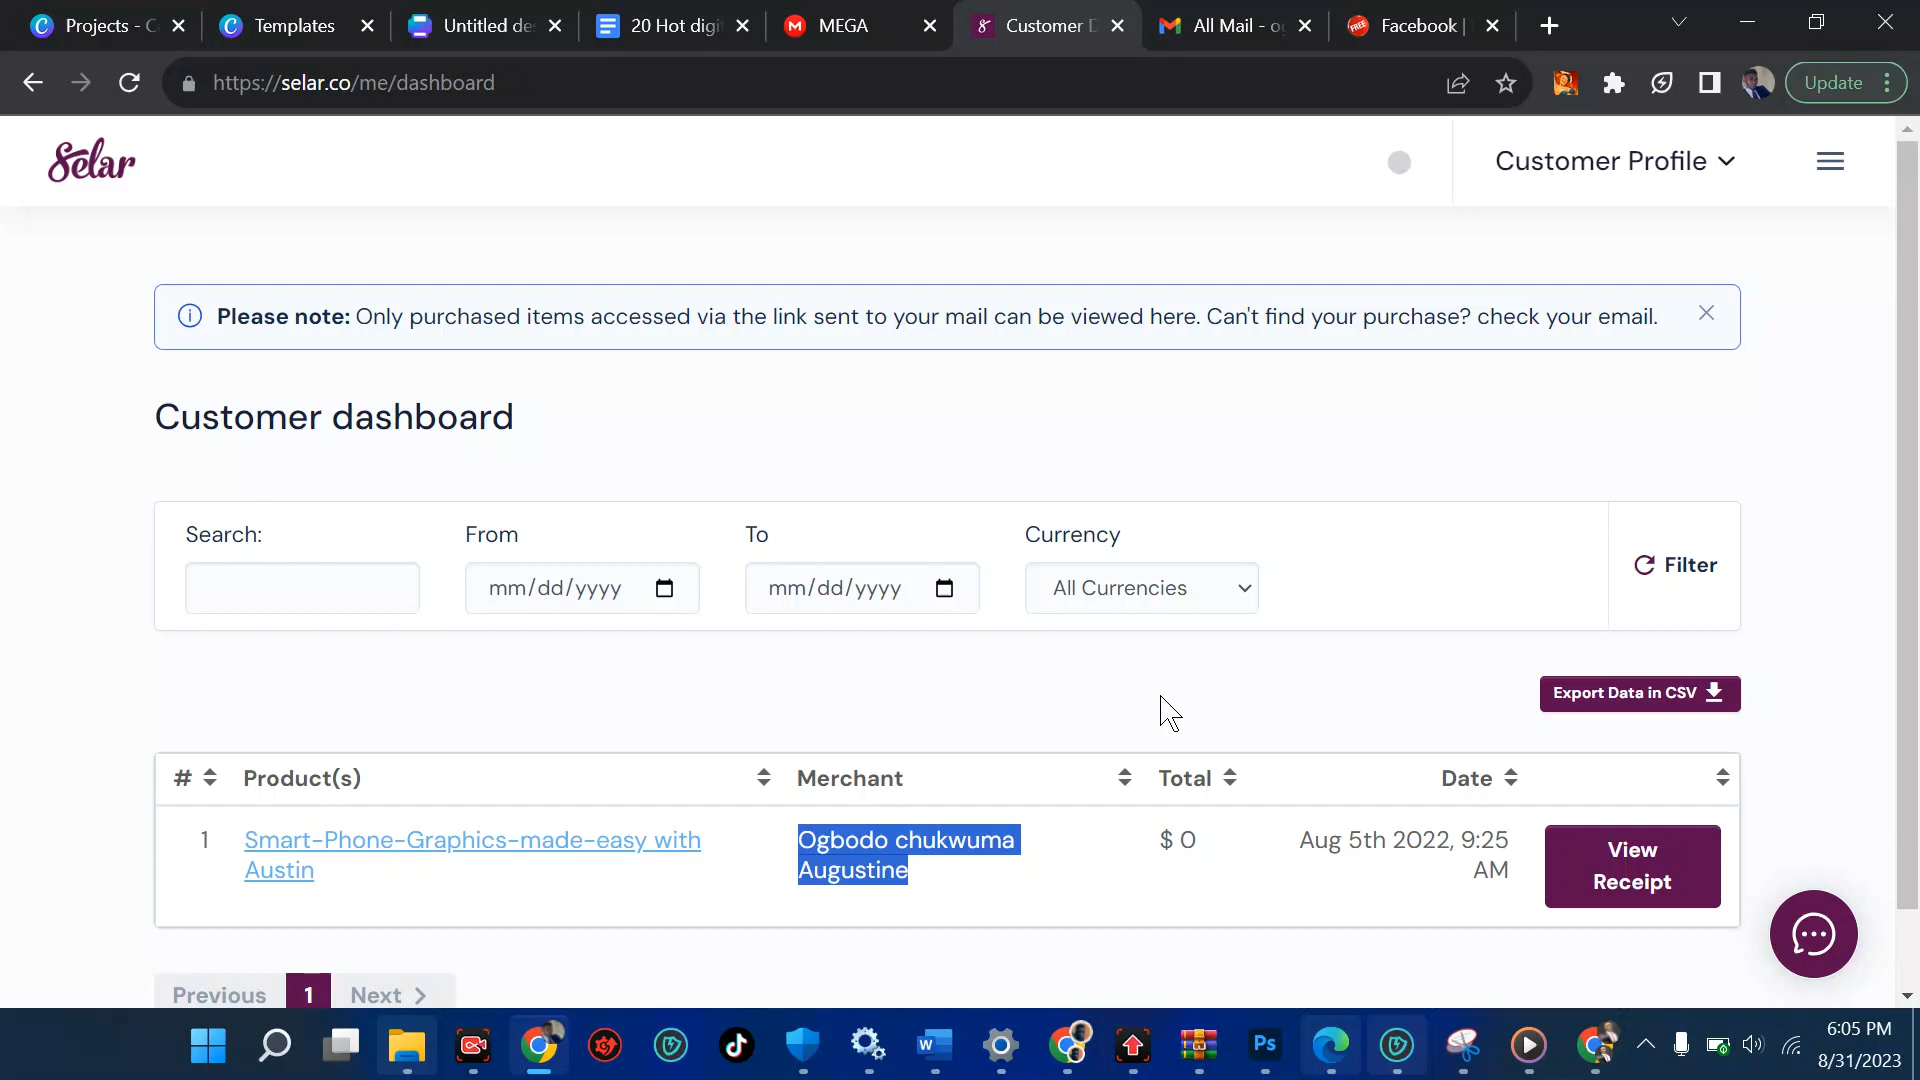 Projects - C
Templates
Untitled de
20 Hot digi
MEGA
Customer D
All Mail - o
Facebook |
https://selar.co/me/dashboard
Update
Selar
Customer Profile
Please note: Only purchased items accessed via the link sent to your mail can be viewed here. Can't find your purchase? check your email.
Customer dashboard
Search:
From
To
Currency
mm/dd/yyyy
mm/dd/yyyy
All Currencies
Filter
Export Data in CSV
# Product(s) Merchant Total Date
1 Smart-Phone-Graphics-made-easy with Ogbodo chukwuma $ 0 Aug 5th 2022, 9:25
Austin Augustine AM
View
Receipt
Previous 1 Next
6:05 PM
8/31/2023